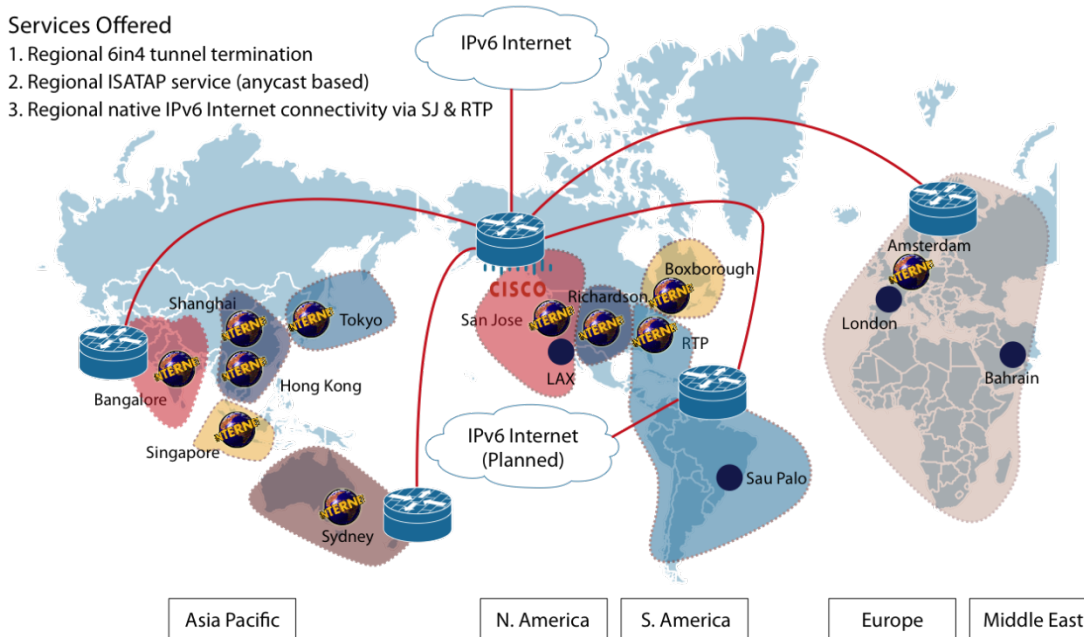 Services Offered
1. Regional 6in4 tunnel termination
2. Regional ISATAP service (anycast based)
3. Regional native IPv6 Internet connectivity via SJ & RTP
IPv6 Internet
Amsterdam
Boxborough
CISCO
Shanghai
Richardson
Tokyo
San Jose
RTP
London
Bangalore
Hong Kong
LAX
Bahrain
Singapore
IPv6 Internet
(Planned)
Sau Palo
Sydney
Asia Pacific
N. America
S. America
Europe
Middle East